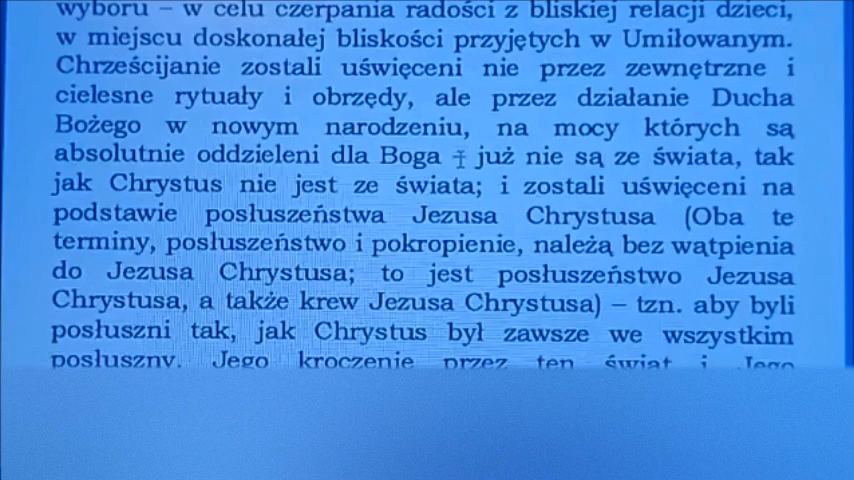 wyboru – w celu czerpania radości z bliskiej relacji dzieci,
w miejscu doskonałej bliskości przyjętych w Umiłowanym.
Chrześcijanie zostali uświęceni nie przez zewnętrzne i
cielesne rytuały i obrzędy, ale przez działanie Ducha
Bożego w nowym narodzeniu, na mocy których są
absolutnie oddzieleni dla Boga – już nie są ze świata, tak
jak Chrystus nie jest ze świata; i zostali uświęceni na
podstawie posłuszeństwa Jezusa Chrystusa (Oba te
terminy, posłuszeństwo i pokropienie, należą bez wątpienia
do Jezusa Chrystusa; to jest posłuszeństwo Jezusa
Chrystusa, a także krew Jezusa Chrystusa) – tzn. aby byli
posłuszni tak, jak Chrystus był zawsze we wszystkim
posłuszny. Jego kroczenie przez ten świat i Jego